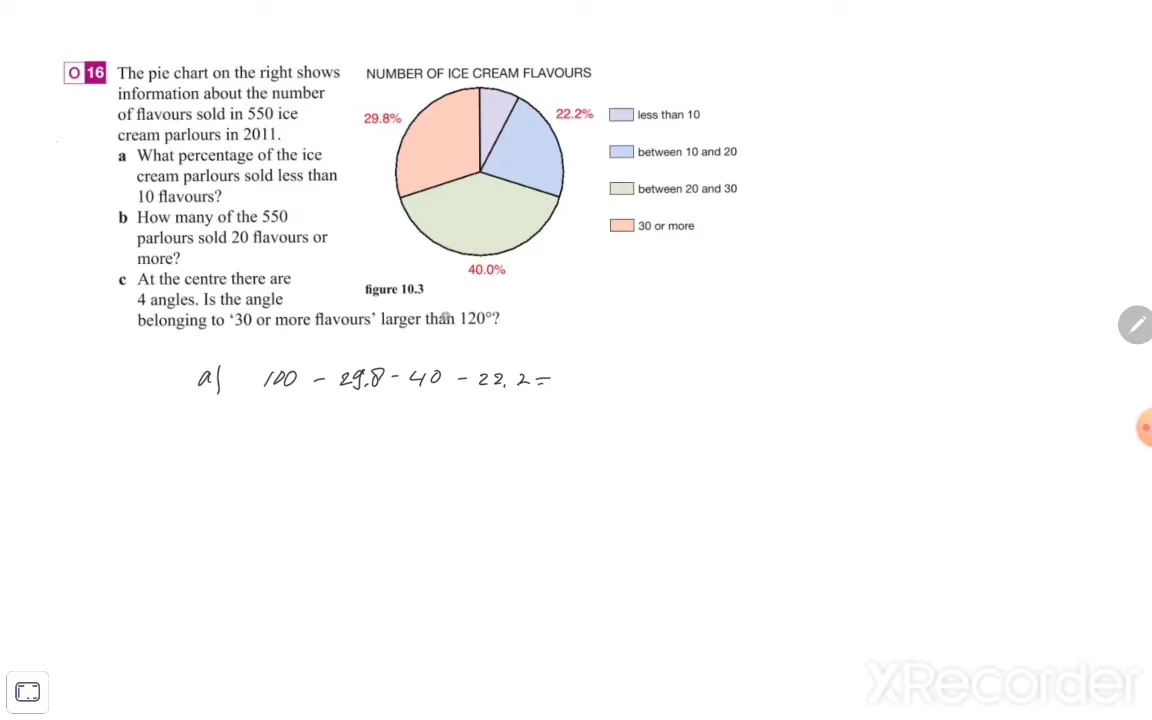 O 16 The pie chart on the right shows
information about the number
of flavours sold in 550 ice
cream parlours in 2011.
a What percentage of the ice
cream parlours sold less than
10 flavours?
b How many of the 550
parlours sold 20 flavours or
more?
c At the centre there are
4 angles. Is the angle
belonging to ‘30 or more flavours’ larger than 120°?
NUMBER OF ICE CREAM FLAVOURS
29.8%
22.2%
40.0%
less than 10
between 10 and 20
between 20 and 30
30 or more
figure 10.3
a) 100 - 29.8 - 40 - 22.2 =
XRecorder